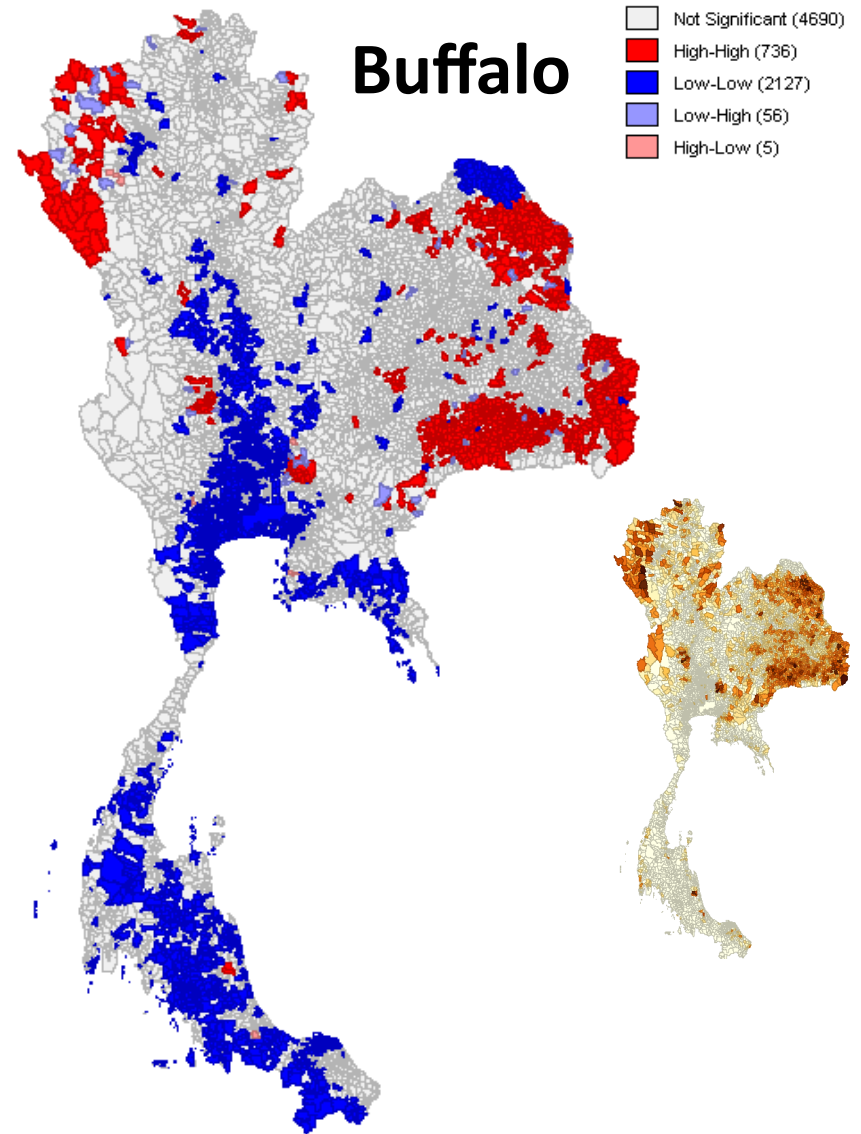 Buffalo
Not Significant (4690)
High-High (736)
Low-Low (2127)
Low-High (56)
High-Low (5)